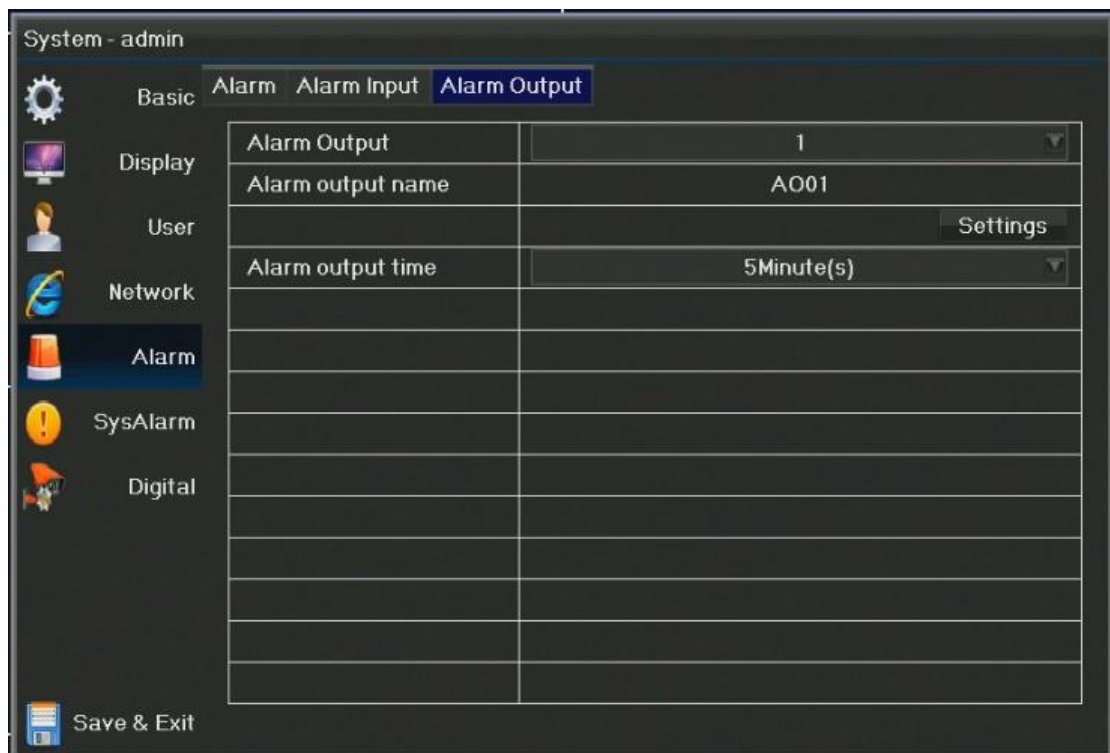 System - admin
Basic
Display
User
Network
Alarm
SysAlarm
Digital
Save & Exit
Alarm Alarm Input Alarm Output
Alarm Output 1
Alarm output name AO01
Settings
Alarm output time 5Minute(s)